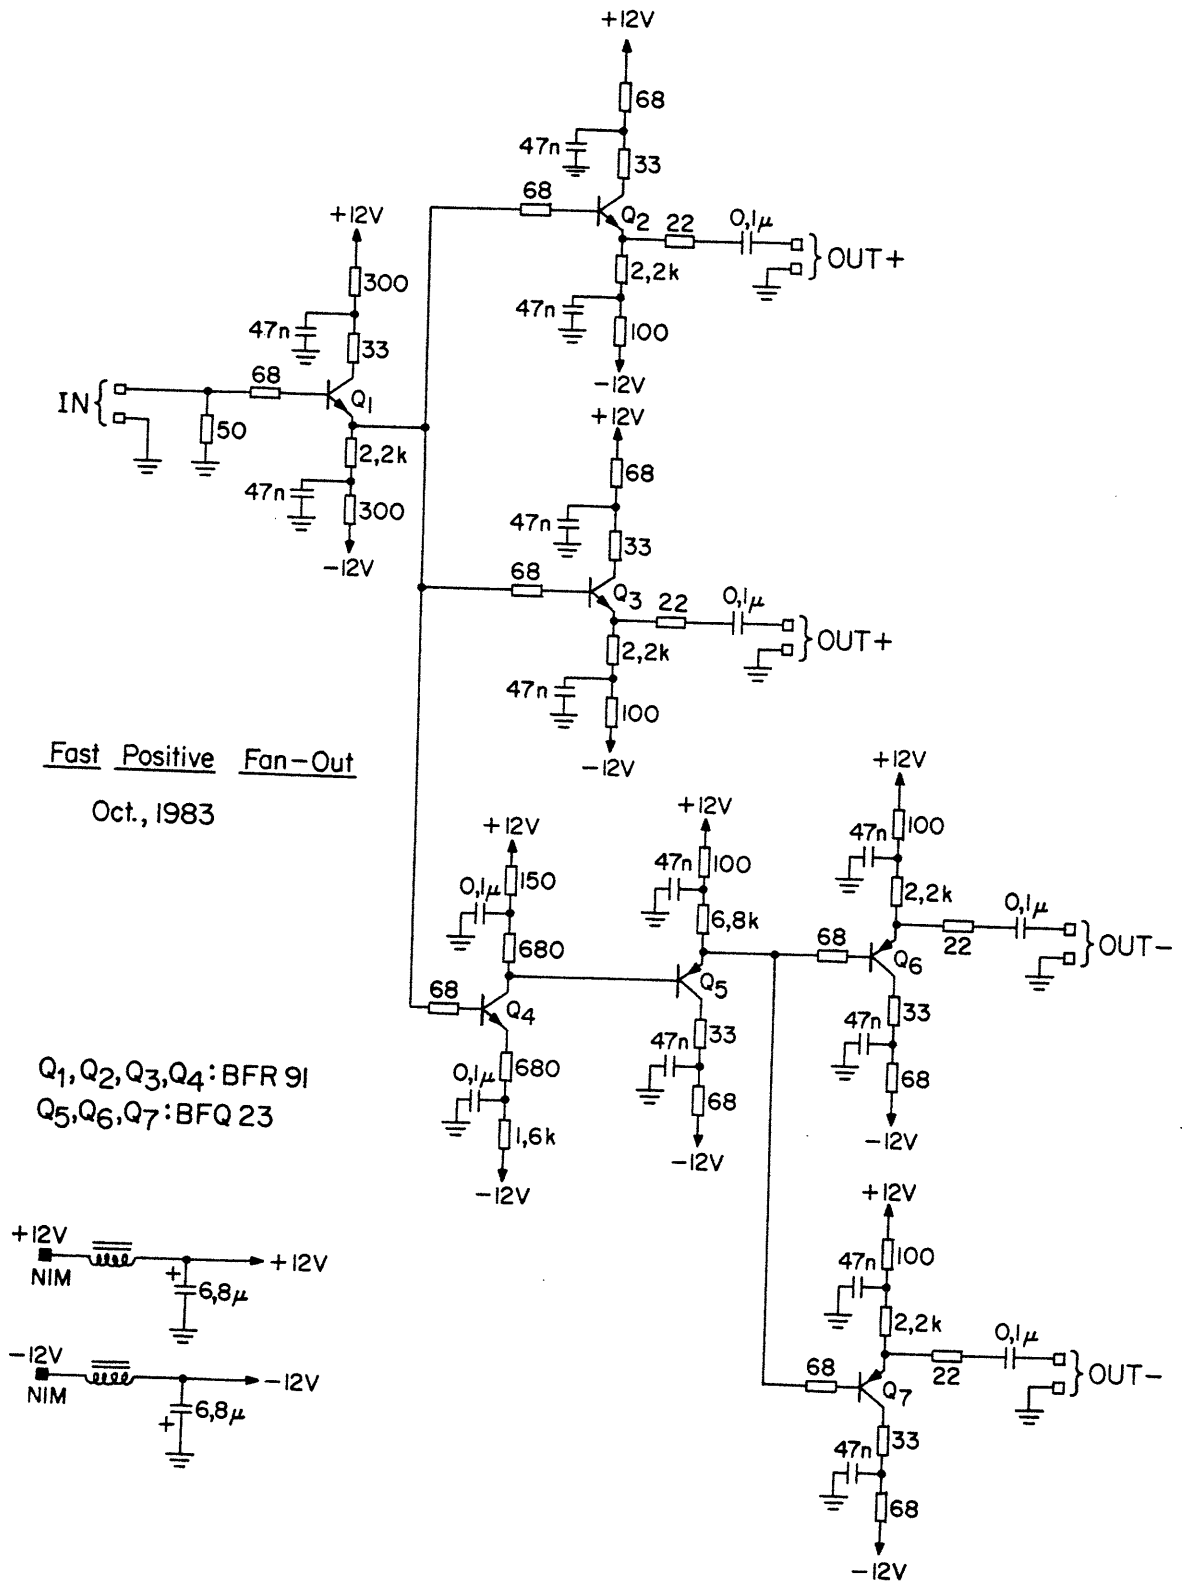 +12V
68
47n
33
68
Q2
22
0,1μ
OUT+
2,2k
47n
100
-12V
+12V
300
47n
33
68
IN
Q1
50
2,2k
47n
300
-12V
+12V
68
47n
33
68
Q3
22
0,1μ
OUT+
2,2k
47n
100
-12V
Fast Positive Fan-Out
Oct., 1983
+12V
150
0,1μ
680
68
Q4
680
0,1μ
1,6k
-12V
+12V
100
47n
6,8k
Q5
33
47n
68
-12V
+12V
100
47n
2,2k
0,1μ
22
OUT-
68
Q6
33
47n
68
-12V
Q1,Q2,Q3,Q4:BFR 91
Q5,Q6,Q7:BFQ 23
+12V
100
47n
2,2k
0,1μ
22
OUT-
68
Q7
33
47n
68
-12V
+12V
NIM
+12V
+
6,8μ
-12V
NIM
-12V
6,8μ
+